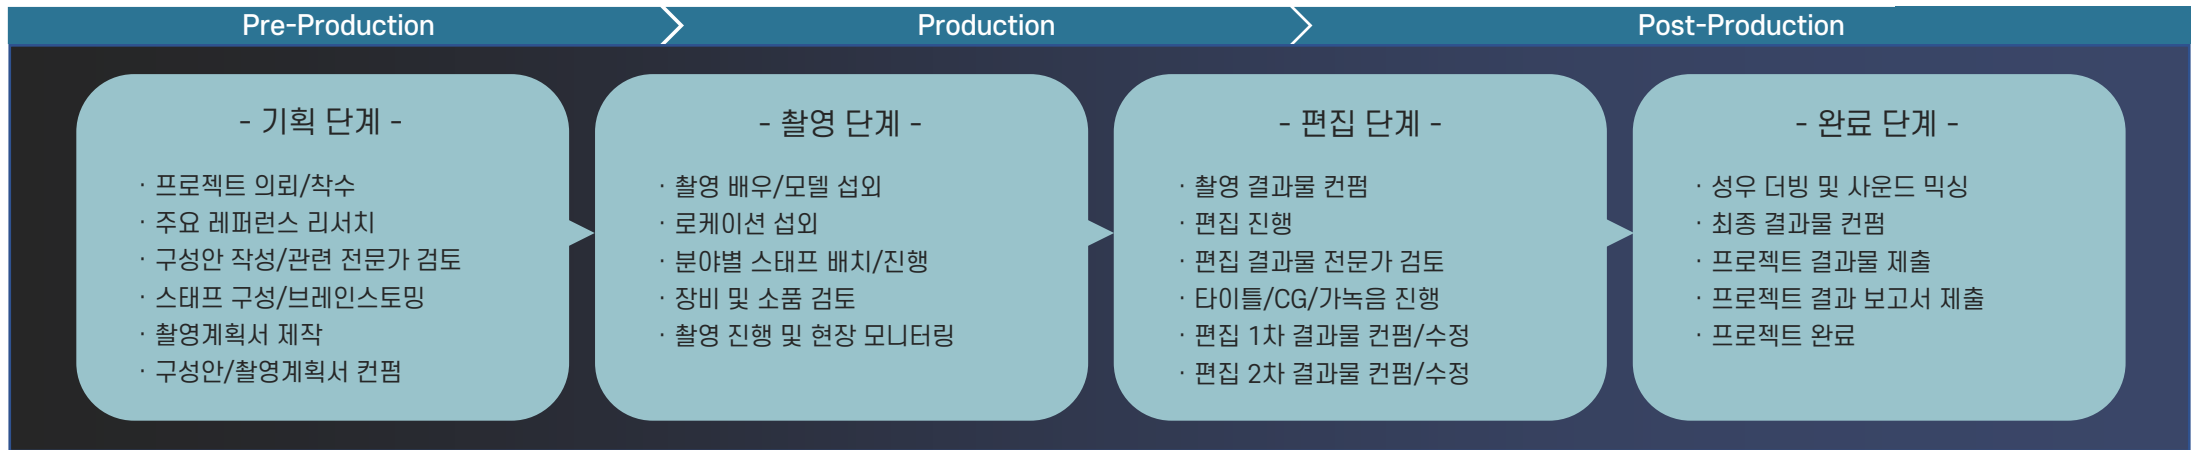 Pre-Production
Production
Post-Production
- 기획 단계 -
· 프로젝트 의뢰/착수
· 주요 레퍼런스 리서치
· 구성안 작성/관련 전문가 검토
· 스태프 구성/브레인스토밍
· 촬영계획서 제작
· 구성안/촬영계획서 컨펌
- 촬영 단계 -
· 촬영 배우/모델 섭외
· 로케이션 섭외
· 분야별 스태프 배치/진행
· 장비 및 소품 검토
· 촬영 진행 및 현장 모니터링
- 편집 단계 -
· 촬영 결과물 컨펌
· 편집 진행
· 편집 결과물 전문가 검토
· 타이틀/CG/가녹음 진행
· 편집 1차 결과물 컨펌/수정
· 편집 2차 결과물 컨펌/수정
- 완료 단계 -
· 성우 더빙 및 사운드 믹싱
· 최종 결과물 컨펌
· 프로젝트 결과물 제출
· 프로젝트 결과 보고서 제출
· 프로젝트 완료